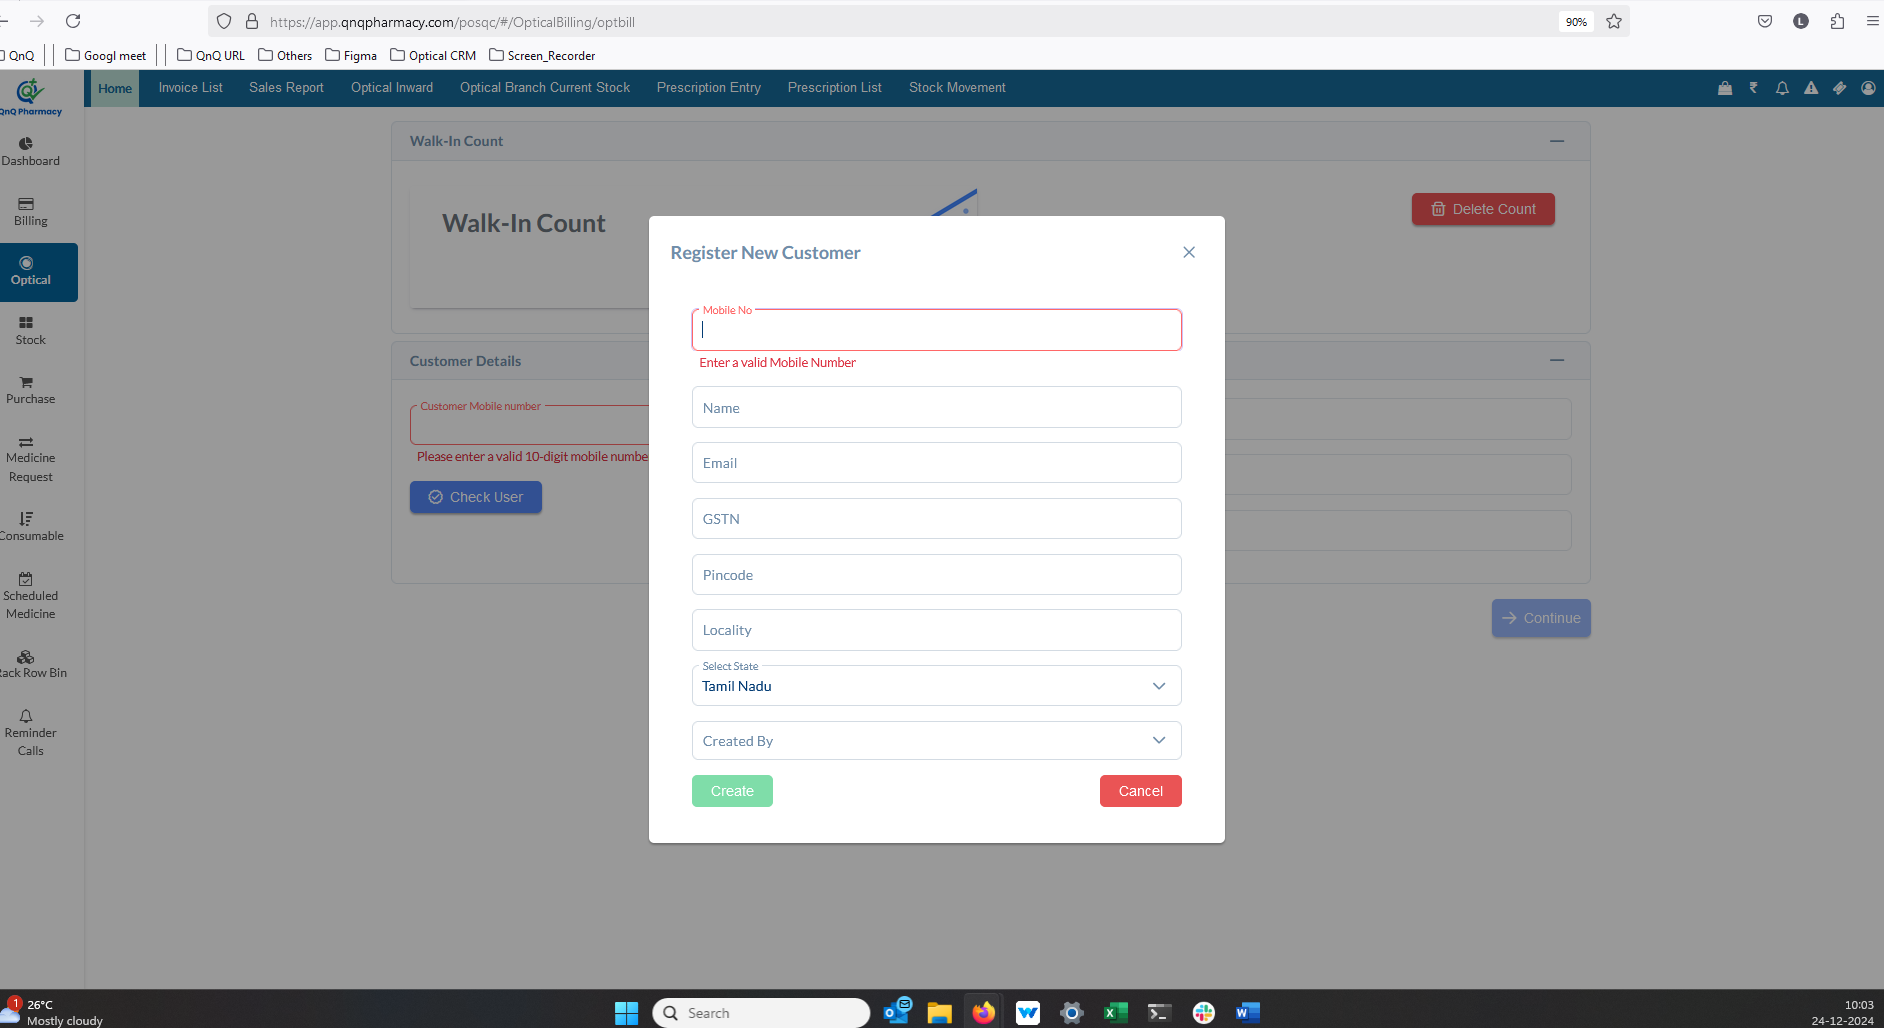 https://app.qnqpharmacy.com/posqc/#/OpticalBilling/optbill
90%
L
QnQ
Googl meet
QnQ URL
Others
Figma
Optical CRM
Screen_Recorder
QnQ Pharmacy
Home
Invoice List
Sales Report
Optical Inward
Optical Branch Current Stock
Prescription Entry
Prescription List
Stock Movement
Dashboard
Billing
Optical
Stock
Purchase
Medicine
Request
Consumable
Scheduled
Medicine
Rack Row Bin
Reminder
Calls
Walk-In Count
Walk-In Count
Delete Count
Customer Details
Customer Mobile number
Please enter a valid 10-digit mobile numbe
Check User
Continue
Register New Customer
Mobile No
Enter a valid Mobile Number
Name
Email
GSTN
Pincode
Locality
Select State
Tamil Nadu
Created By
Create
Cancel
1
26°C
Mostly cloudy
Search
10:03
24-12-2024